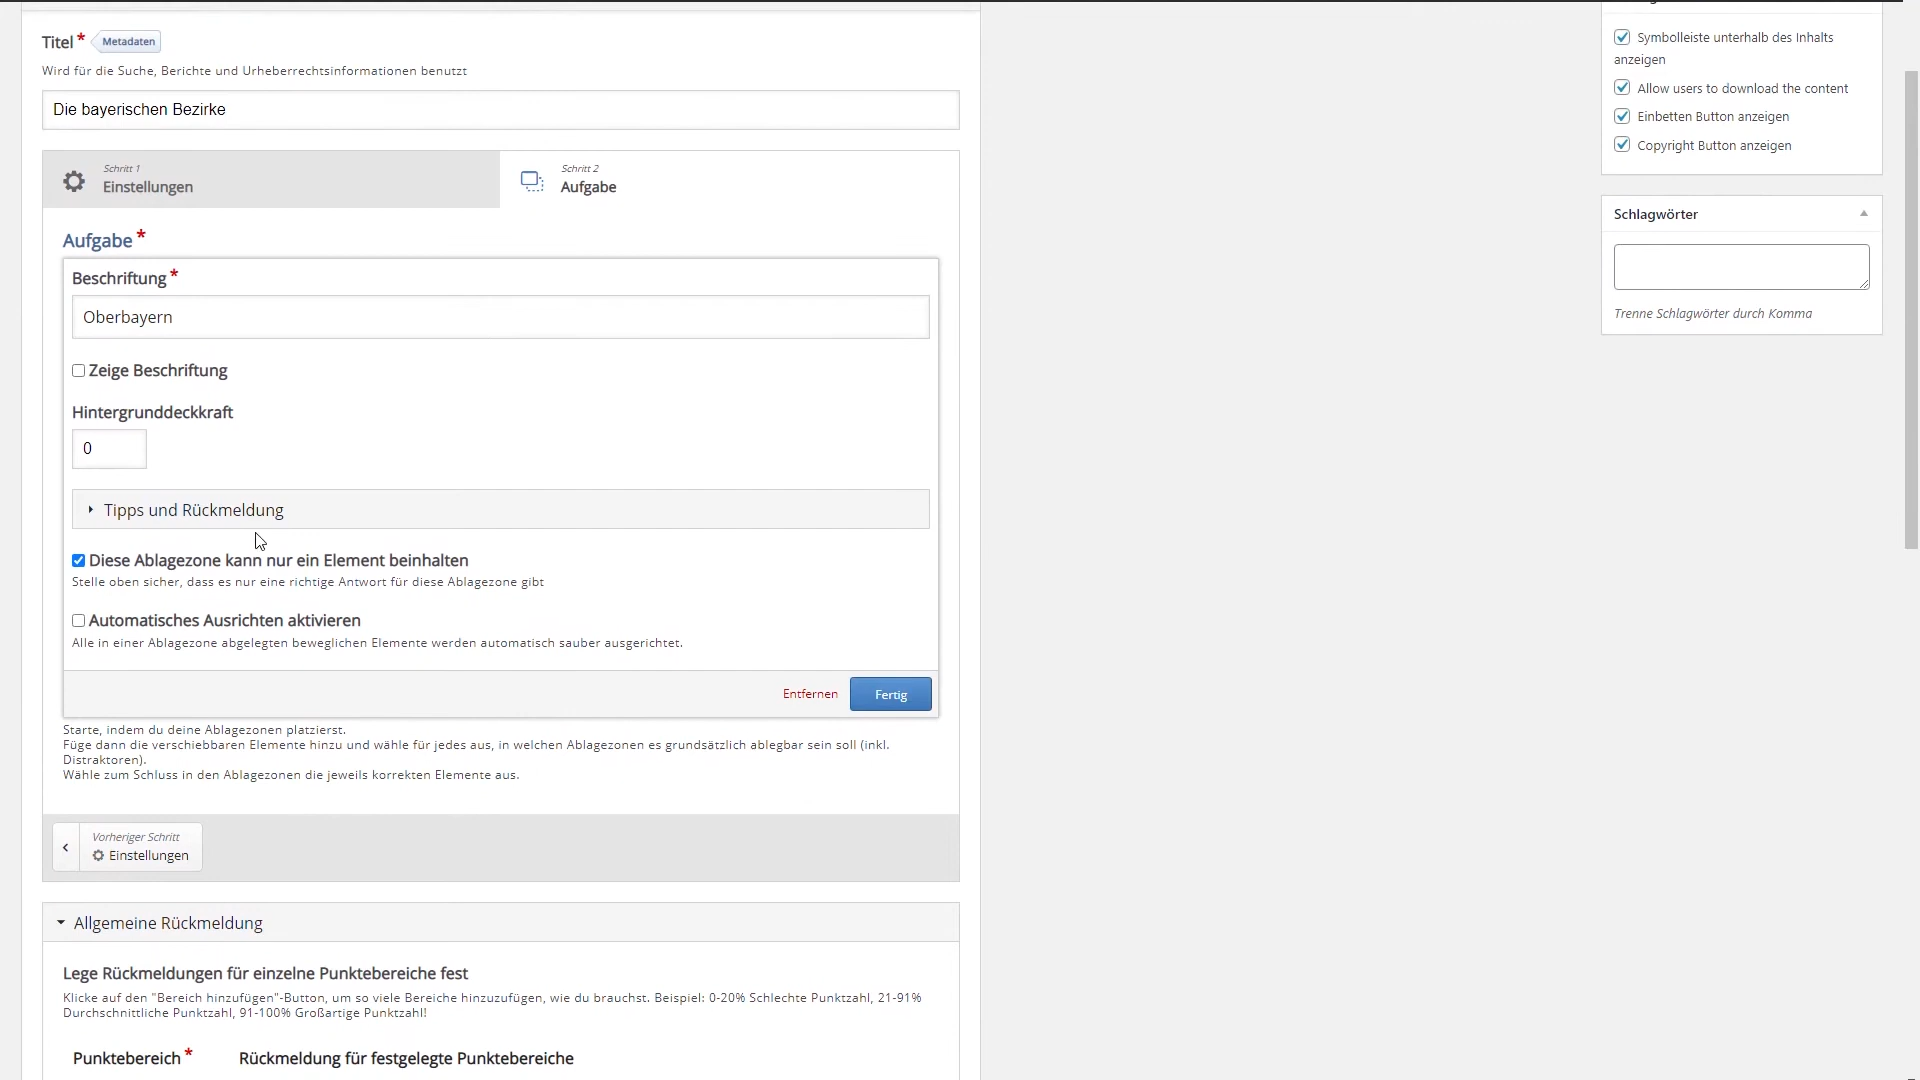 Titel *
Metadaten
Wird für die Suche, Berichte und Urheberrechtsinformationen benutzt
Die bayerischen Bezirke
Schritt 1
Einstellungen
Schritt 2
Aufgabe
Aufgabe *
Beschriftung *
Oberbayern
Zeige Beschriftung
Hintergrunddeckkraft
0
Tipps und Rückmeldung
Diese Ablagezone kann nur ein Element beinhalten
Stelle oben sicher, dass es nur eine richtige Antwort für diese Ablagezone gibt
Automatisches Ausrichten aktivieren
Alle in einer Ablagezone abgelegten beweglichen Elemente werden automatisch sauber ausgerichtet.
Entfernen
Fertig
Starte, indem du deine Ablagezonen platzierst.
Füge dann die verschiebbaren Elemente hinzu und wähle für jedes aus, in welchen Ablagezonen es grundsätzlich ablegbar sein soll (inkl.
Distraktoren).
Wähle zum Schluss in den Ablagezonen die jeweils korrekten Elemente aus.
Vorheriger Schritt
Einstellungen
Allgemeine Rückmeldung
Lege Rückmeldungen für einzelne Punktebereiche fest
Klicke auf den "Bereich hinzufügen"-Button, um so viele Bereiche hinzuzufügen, wie du brauchst. Beispiel: 0-20% Schlechte Punktzahl, 21-91%
Durchschnittliche Punktzahl, 91-100% Großartige Punktzahl!
Punktebereich *
Rückmeldung für festgelegte Punktebereiche
Symbolleiste unterhalb des Inhalts
anzeigen
Allow users to download the content
Einbetten Button anzeigen
Copyright Button anzeigen
Schlagwörter
Trenne Schlagwörter durch Komma